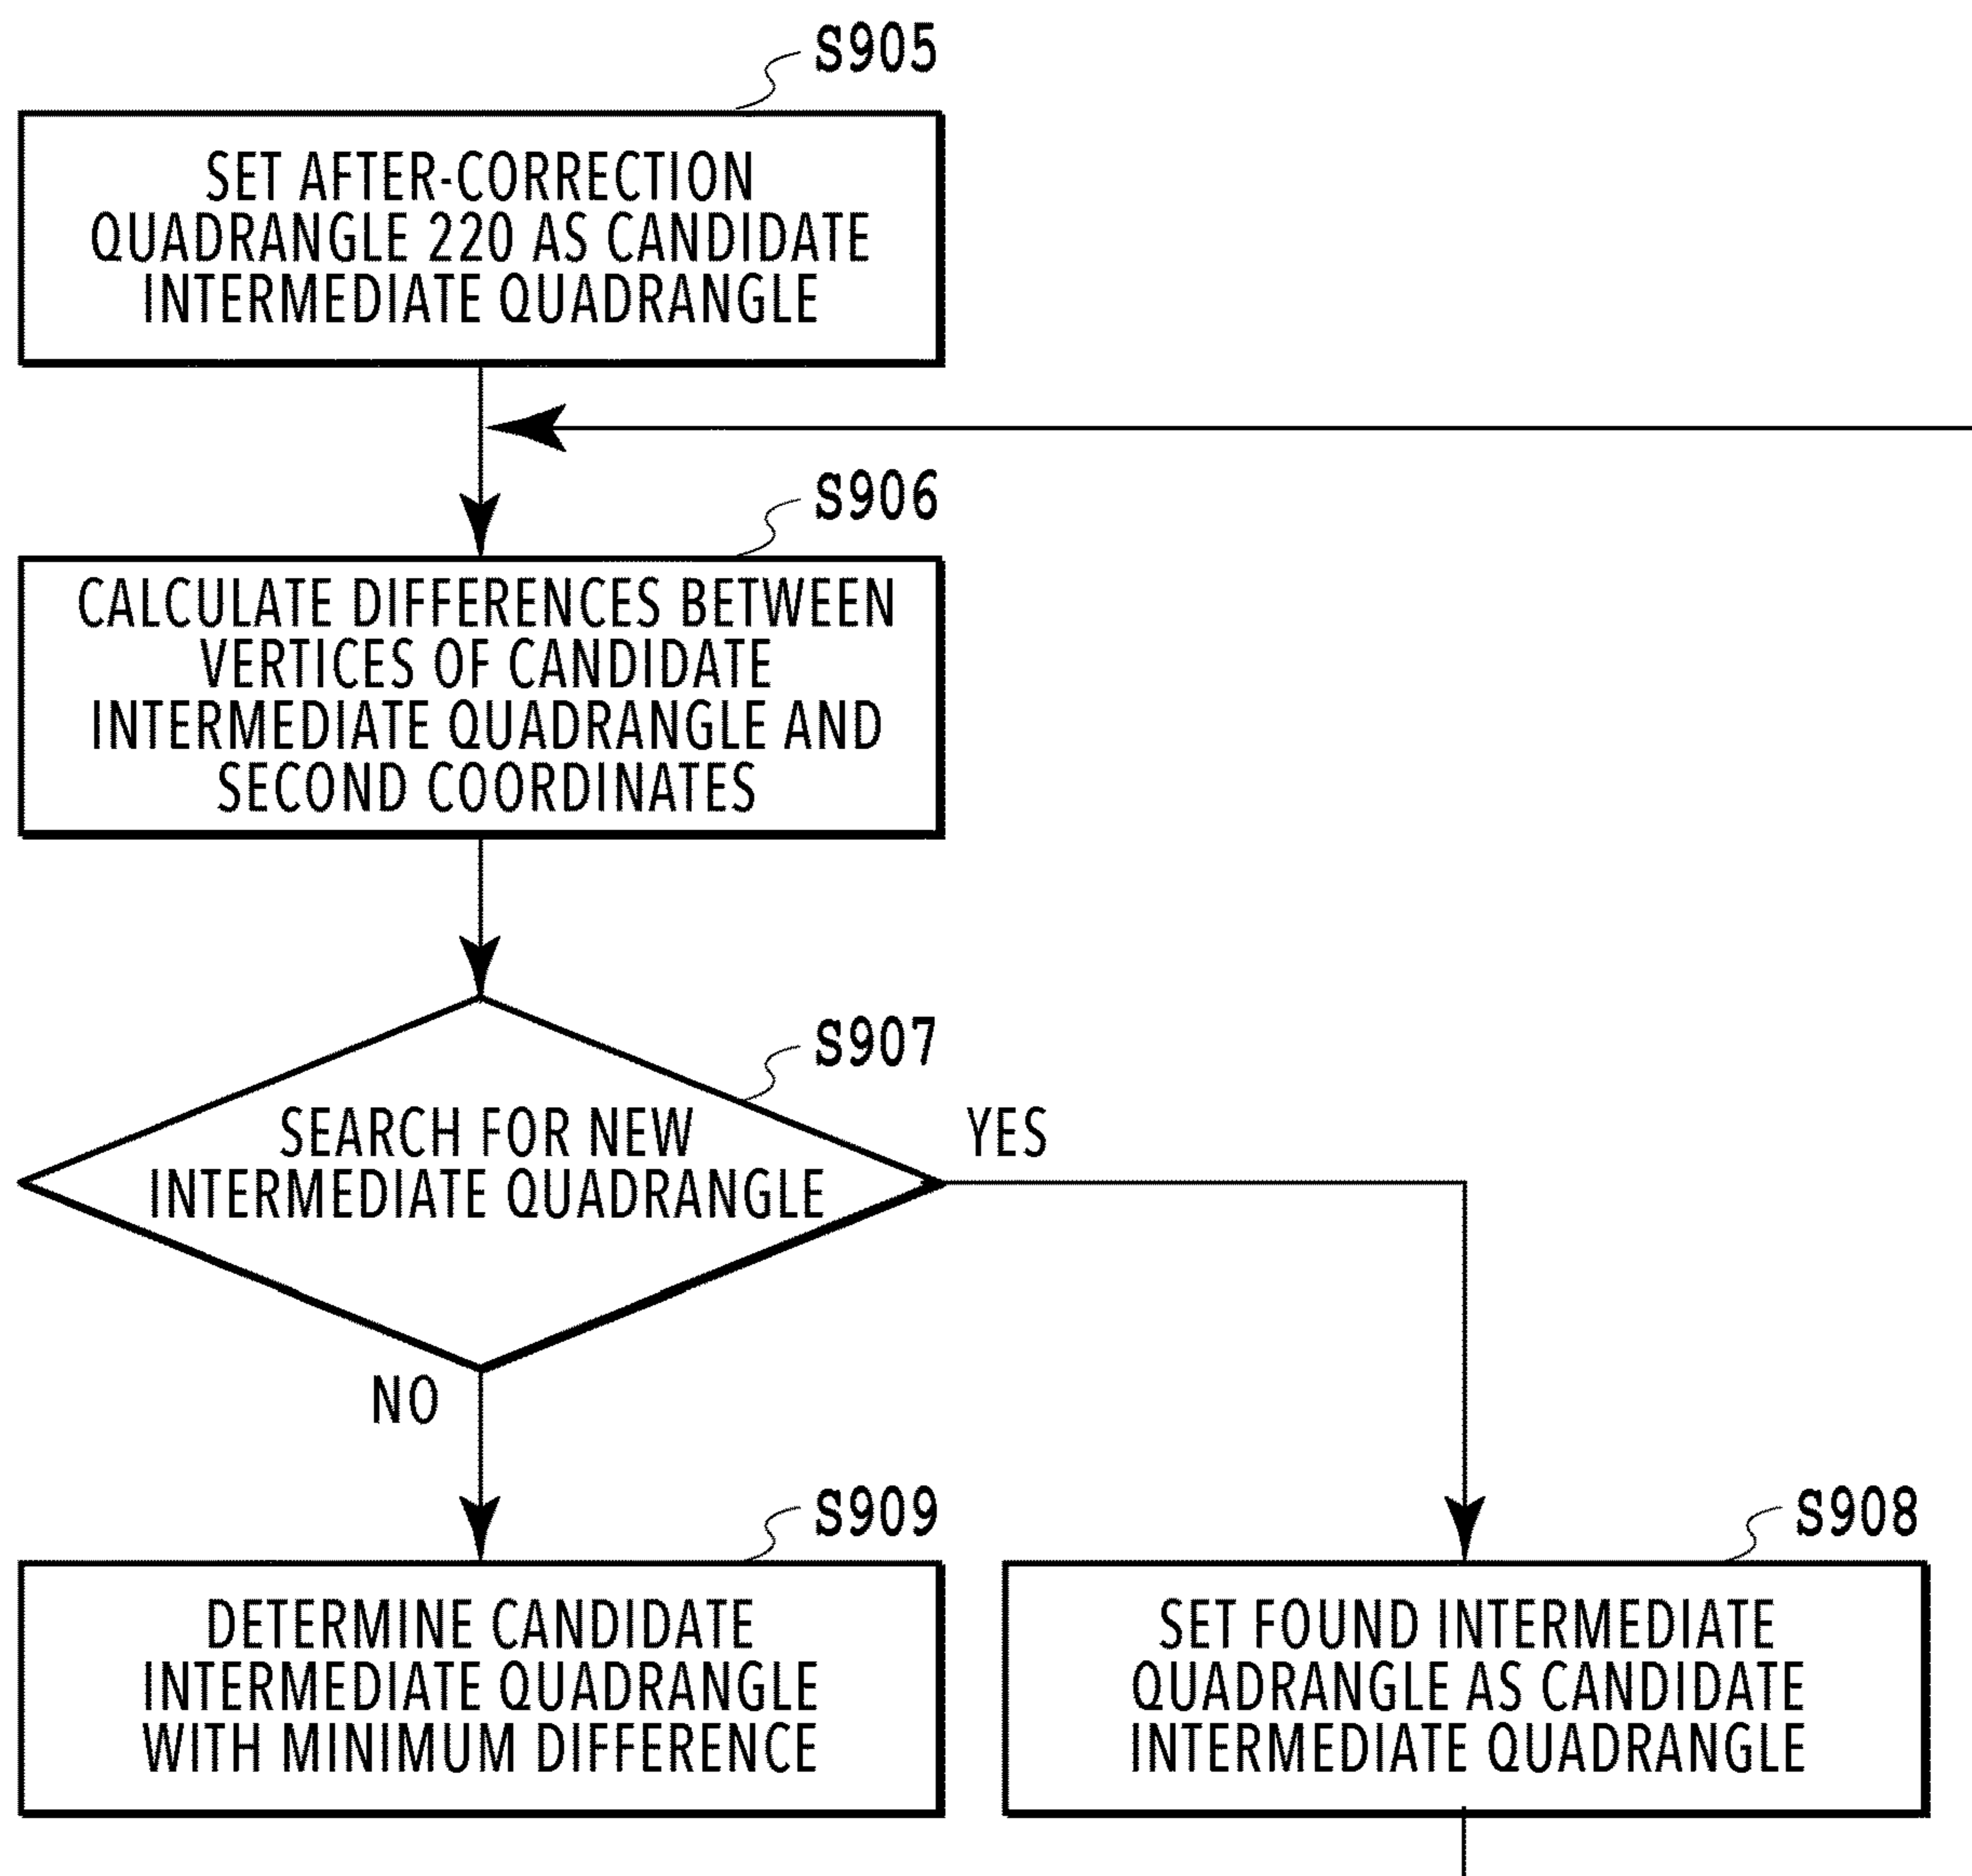 S905
SET AFTER-CORRECTION
QUADRANGLE 220 AS CANDIDATE
INTERMEDIATE QUADRANGLE
S906
CALCULATE DIFFERENCES BETWEEN
VERTICES OF CANDIDATE
INTERMEDIATE QUADRANGLE AND
SECOND COORDINATES
S907
SEARCH FOR NEW
INTERMEDIATE QUADRANGLE
YES
NO
S909
DETERMINE CANDIDATE
INTERMEDIATE QUADRANGLE
WITH MINIMUM DIFFERENCE
S908
SET FOUND INTERMEDIATE
QUADRANGLE AS CANDIDATE
INTERMEDIATE QUADRANGLE